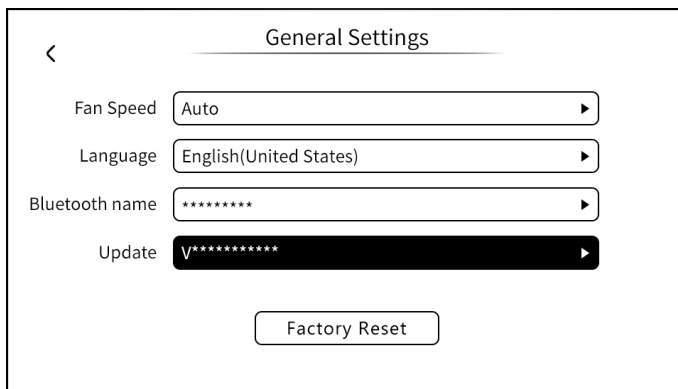 General Settings
Fan Speed Auto
Language English(United States)
Bluetooth name *********
Update V***********
Factory Reset